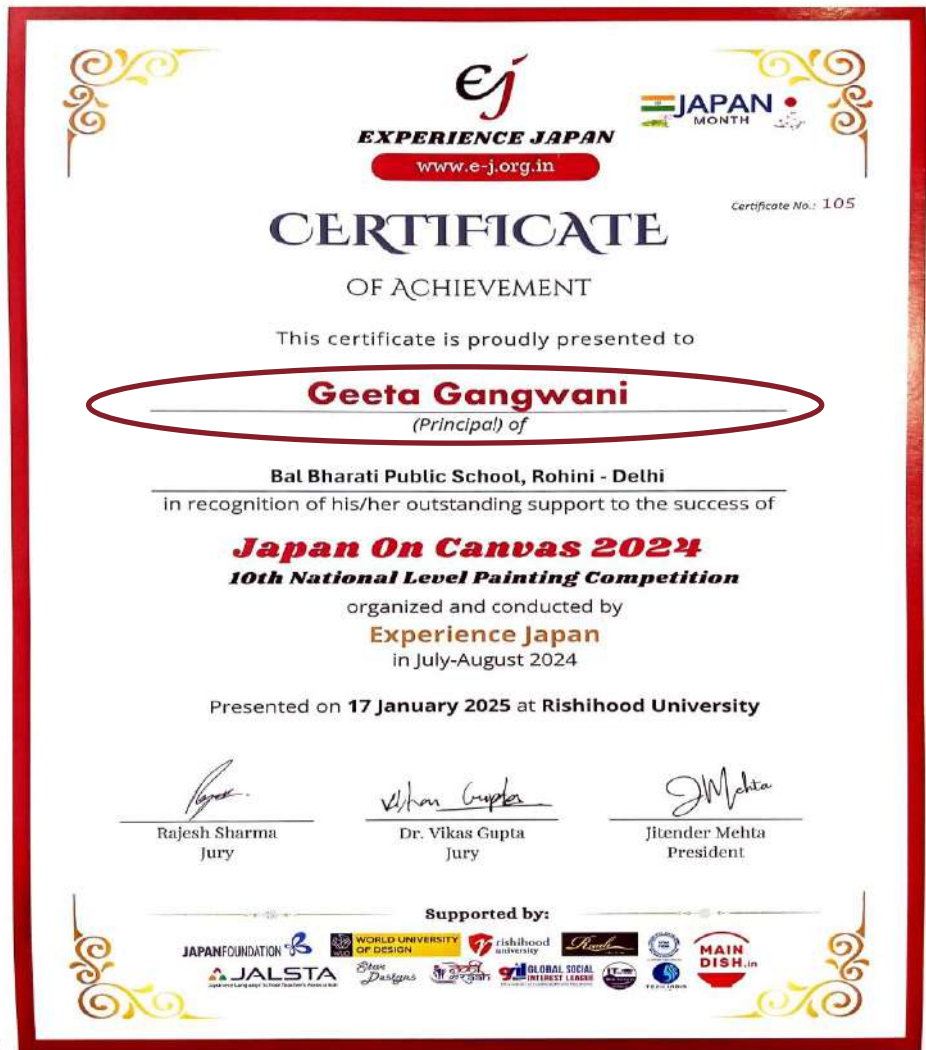 ej
EXPERIENCE JAPAN
www.e-j.org.in
JAPAN
MONTH
Certificate No.: 105
CERTIFICATE
OF ACHIEVEMENT
This certificate is proudly presented to
Geeta Gangwani
(Principal) of
Bal Bharati Public School, Rohini - Delhi
in recognition of his/her outstanding support to the success of
Japan On Canvas 2024
10th National Level Painting Competition
organized and conducted by
Experience Japan
in July-August 2024
Presented on 17 January 2025 at Rishihood University
Vikas Gupta
JMehta
Rajesh Sharma
Jury
Dr. Vikas Gupta
Jury
Jitender Mehta
President
Supported by:
JAPANFOUNDATION
WORLD UNIVERSITY
OF DESIGN
rishihood
university
MAIN
DISH.in
JALSTA
GLOBAL SOCIAL
INTEREST LEAGUE